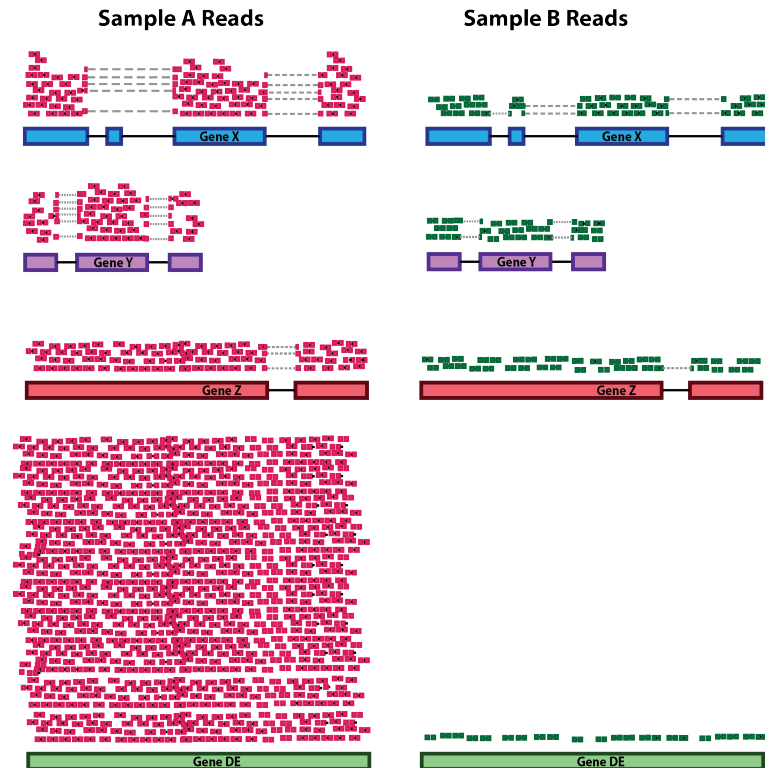 Sample A Reads
Sample B Reads
Gene X
Gene X
Gene Y
Gene Y
Gene Z
Gene Z
Gene DE
Gene DE